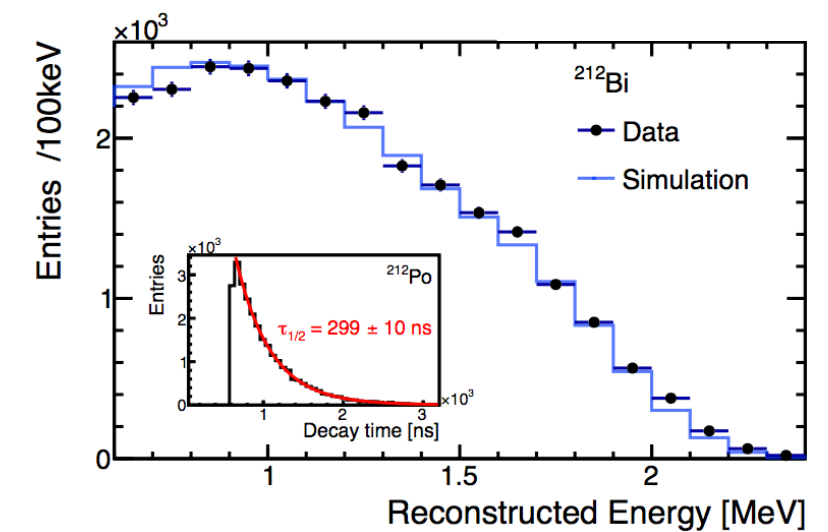 ×10³
Entries /100keV
2
1
0
²¹²Bi
Data
Simulation
×10³
Entries
3
2
1
0
²¹²Po
τ₁/₂ = 299 ± 10 ns
1 2 3
×10³
Decay time [ns]
1 1.5 2
Reconstructed Energy [MeV]